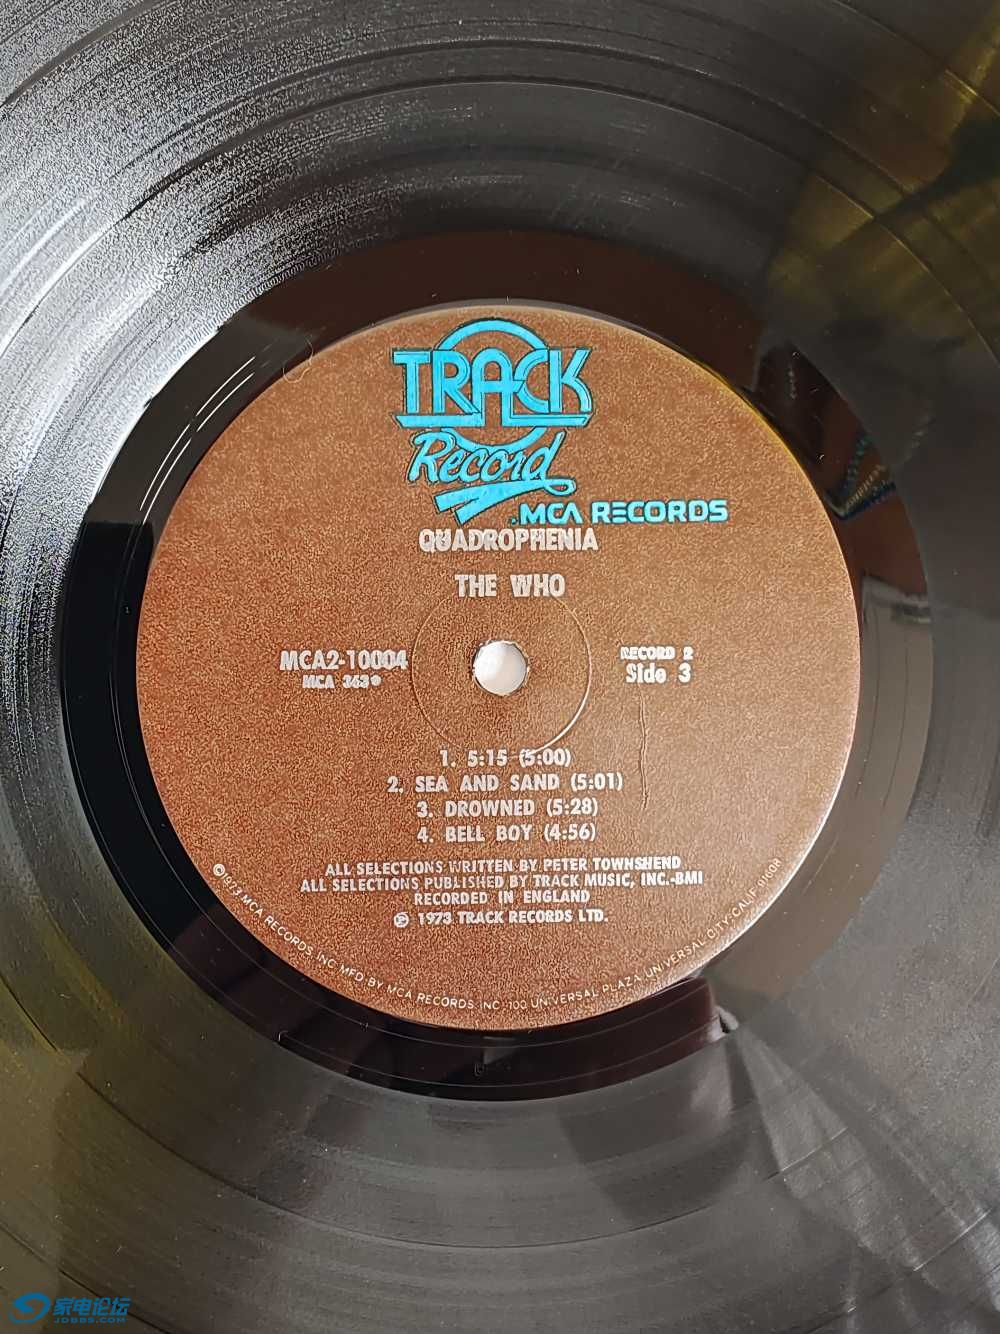 TRACK
Record
.MCA RECORDS
QUADROPHENIA
THE WHO
MCA2-10004
MCA 363
RECORD 2
Side 3
1. 5:15 (5:00)
2. SEA AND SAND (5:01)
3. DROWNED (5:28)
4. BELL BOY (4:56)
ALL SELECTIONS WRITTEN BY PETER TOWNSHEND
ALL SELECTIONS PUBLISHED BY TRACK MUSIC, INC.-BMI
RECORDED IN ENGLAND
℗ 1973 TRACK RECORDS LTD.
©1973 MCA RECORDS, INC. MFD BY MCA RECORDS, INC. 100 UNIVERSAL PLAZA, UNIVERSAL CITY, CALIF.
家电论坛
JDBBS.COM